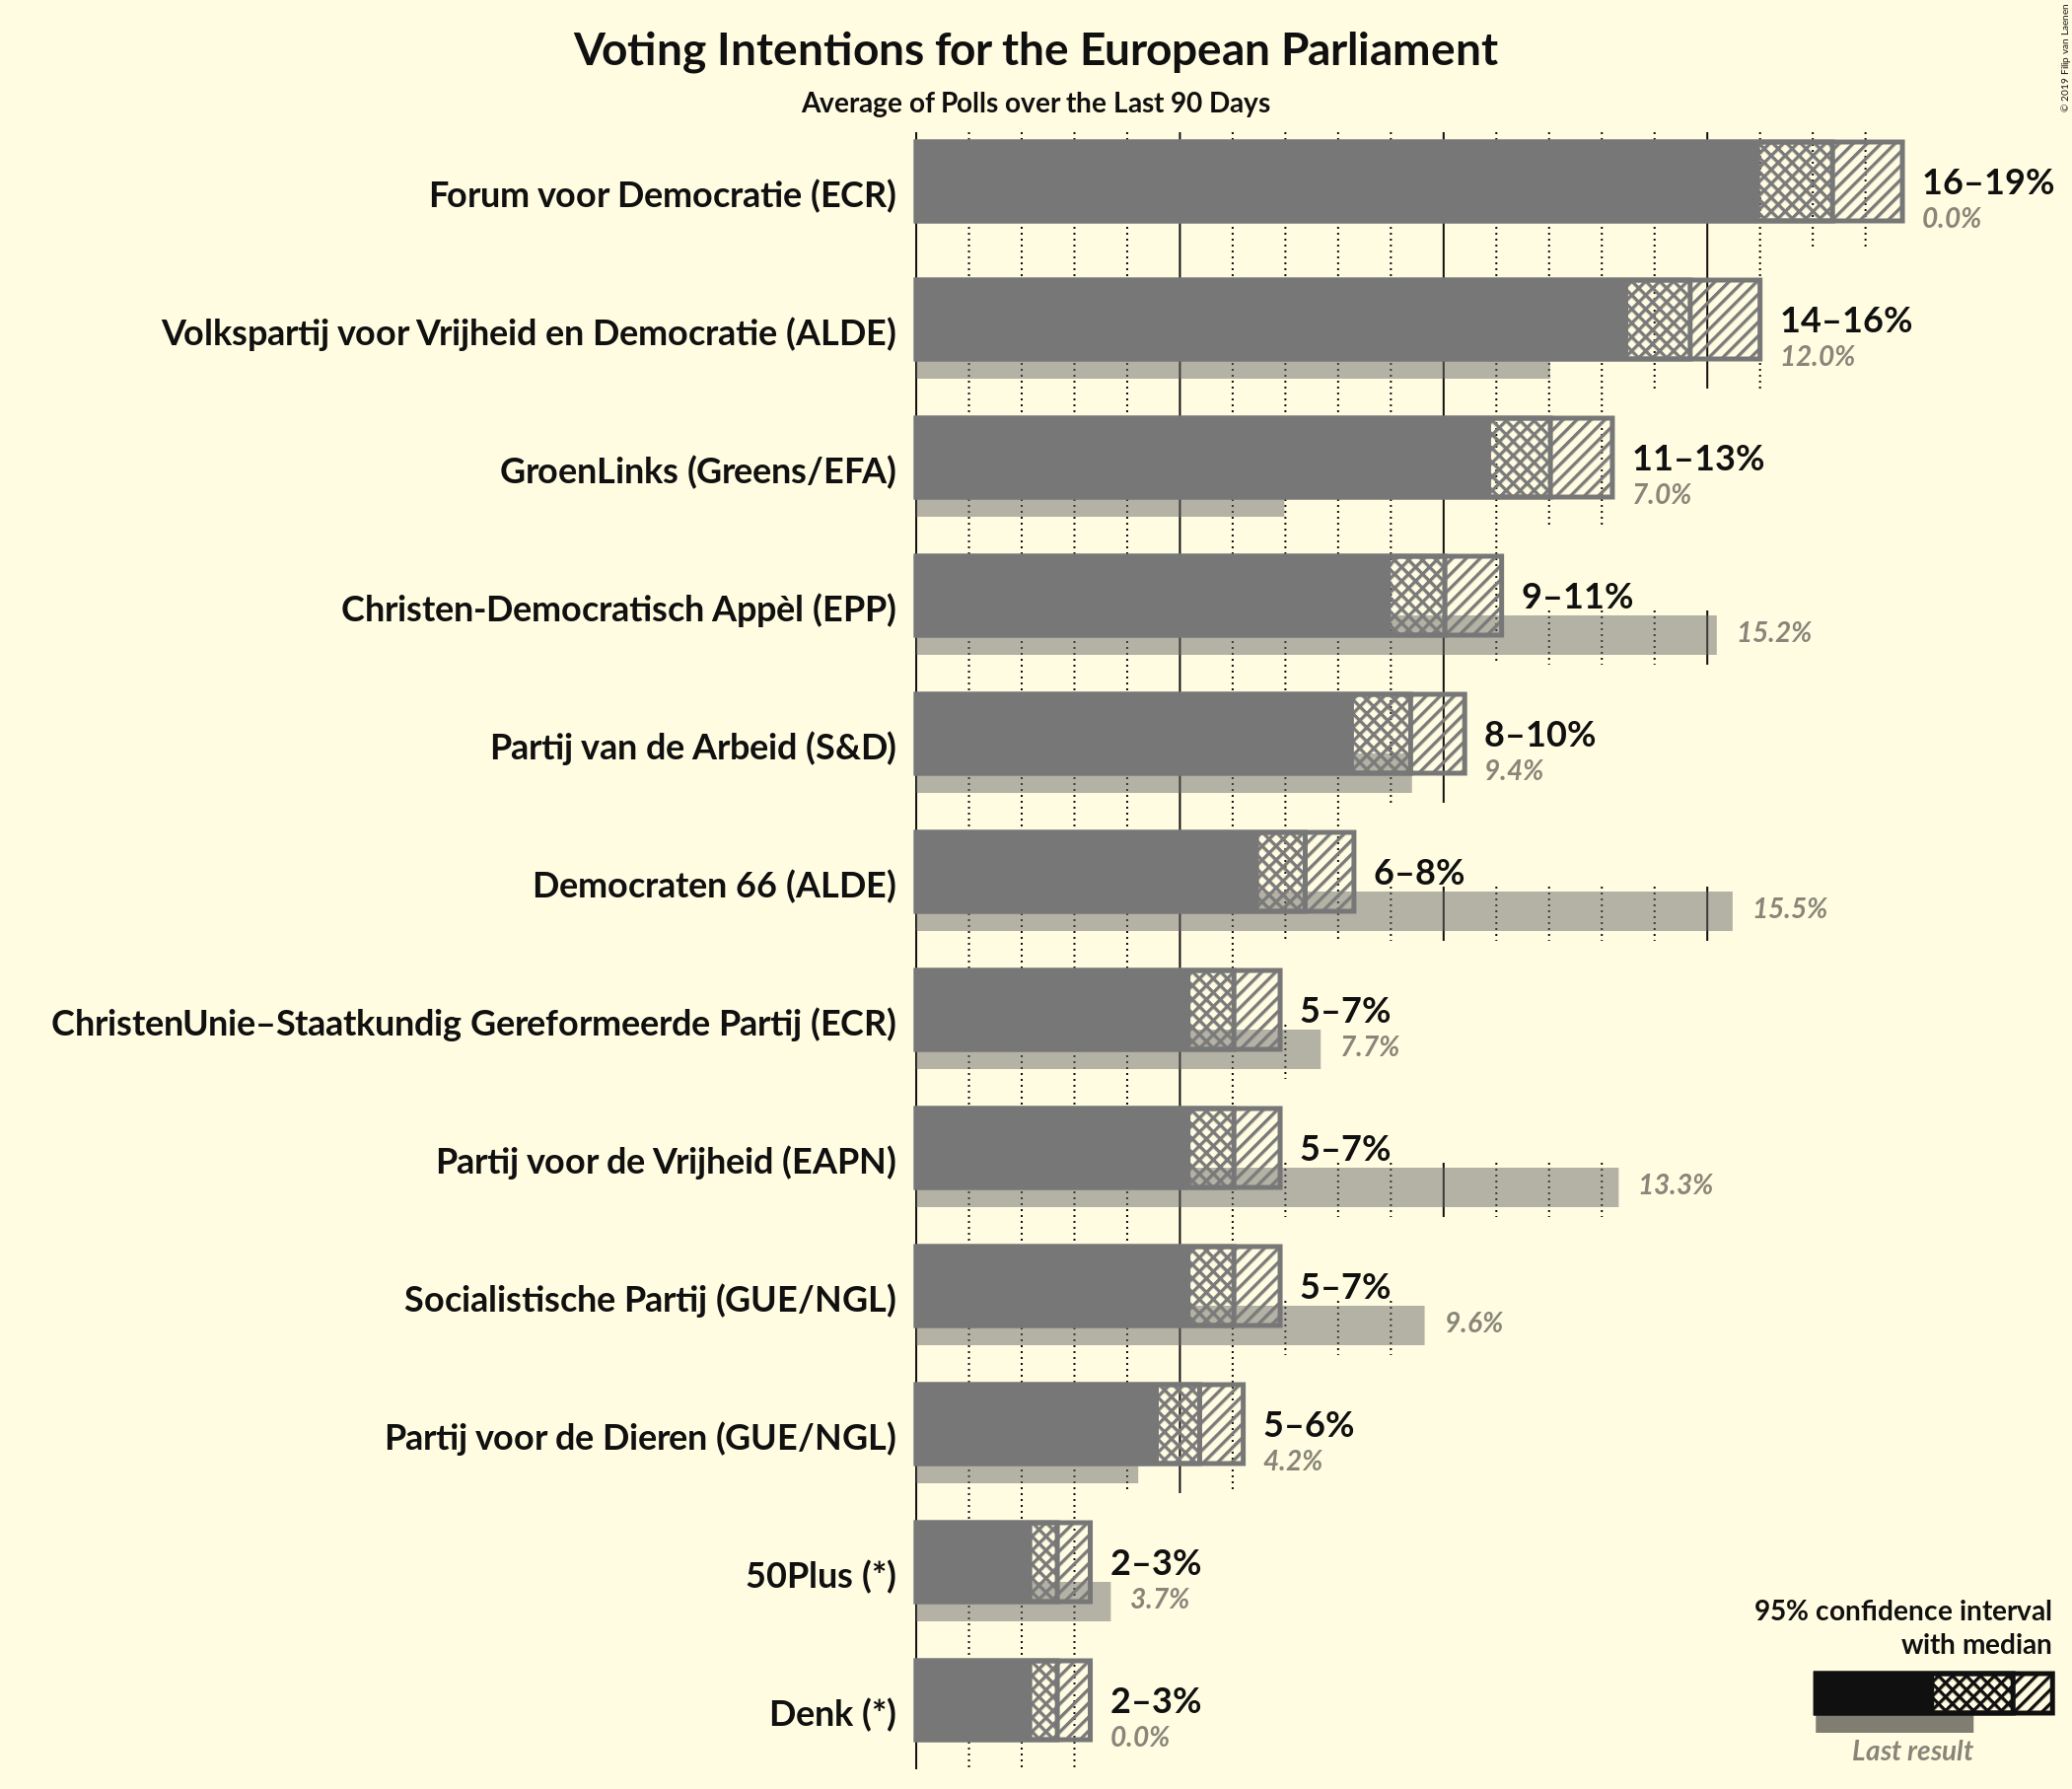 Voting Intentions for the European Parliament
Average of Polls over the Last 90 Days
© 2019 Filip van Laenen
Forum voor Democratie (ECR)
16–19%
0.0%
Volkspartij voor Vrijheid en Democratie (ALDE)
14–16%
12.0%
GroenLinks (Greens/EFA)
11–13%
7.0%
Christen-Democratisch Appèl (EPP)
9–11%
15.2%
Partij van de Arbeid (S&D)
8–10%
9.4%
Democraten 66 (ALDE)
6–8%
15.5%
ChristenUnie–Staatkundig Gereformeerde Partij (ECR)
5–7%
7.7%
Partij voor de Vrijheid (EAPN)
5–7%
13.3%
Socialistische Partij (GUE/NGL)
5–7%
9.6%
Partij voor de Dieren (GUE/NGL)
5–6%
4.2%
50Plus (*)
2–3%
3.7%
Denk (*)
2–3%
0.0%
95% confidence interval
with median
Last result